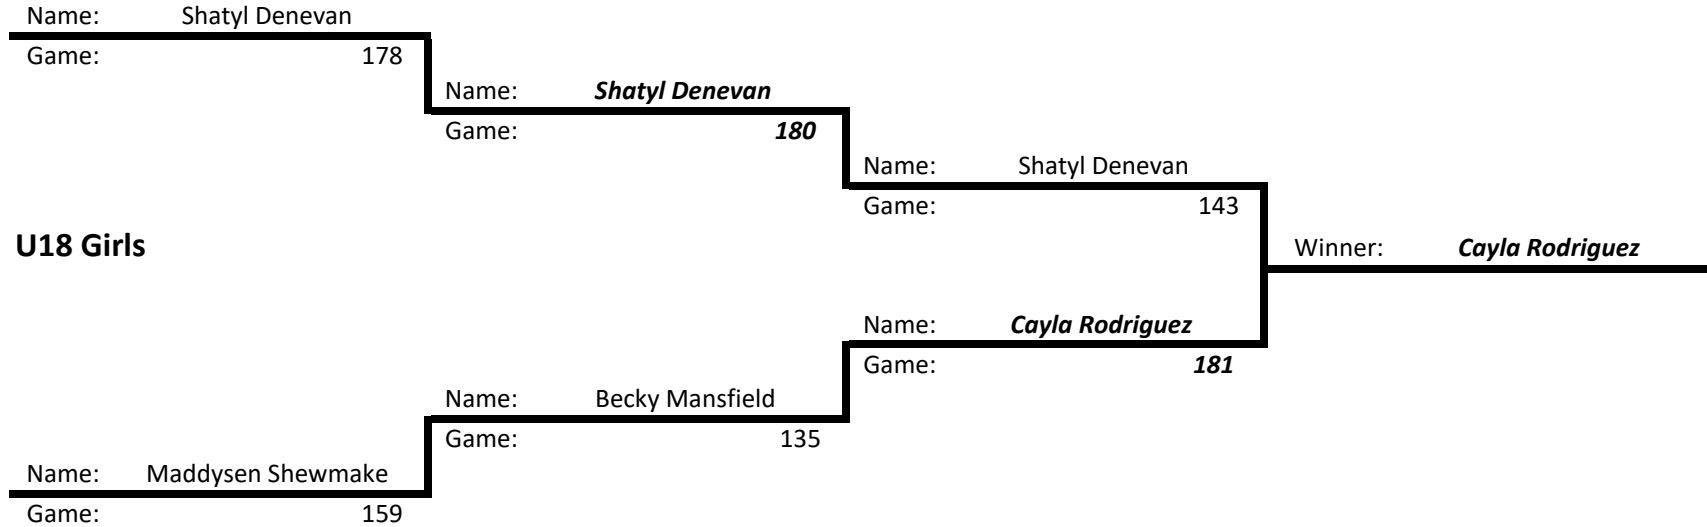 Name: Shatyl Denevan
Game: 178
Name: Shatyl Denevan
Game: 180
Name: Shatyl Denevan
Game: 143
U18 Girls
Winner: Cayla Rodriguez
Name: Cayla Rodriguez
Game: 181
Name: Becky Mansfield
Game: 135
Name: Maddysen Shewmake
Game: 159